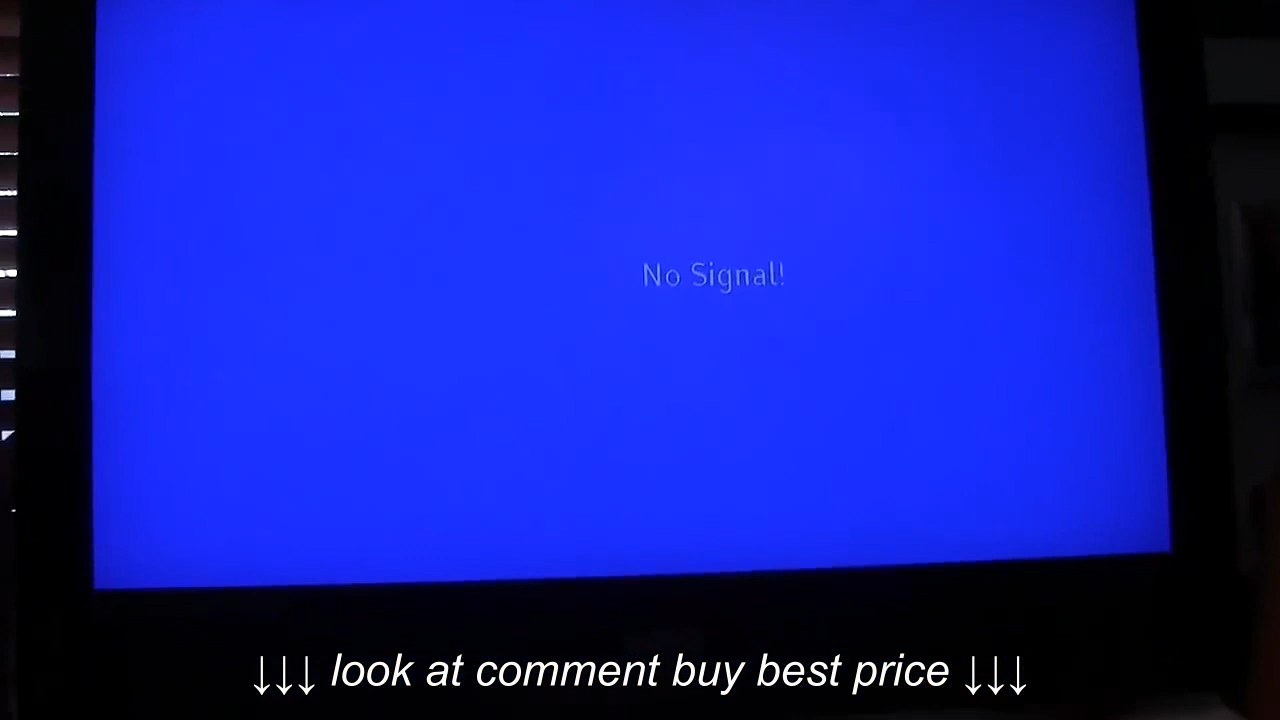 No Signal!
↓↓↓ look at comment buy best price ↓↓↓